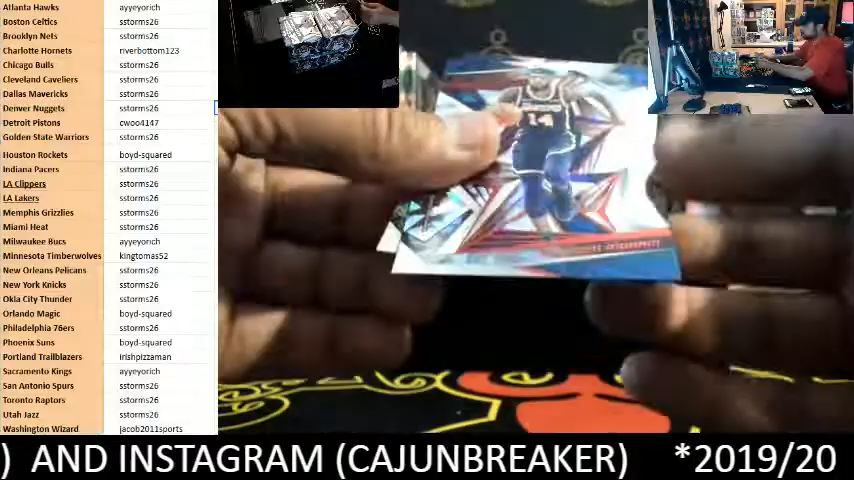 Atlanta Hawks ayyeyorich
Boston Celtics sstorms26
Brooklyn Nets sstorms26
Charlotte Hornets riverbottom123
Chicago Bulls sstorms26
Cleveland Cavaliers sstorms26
Dallas Mavericks sstorms26
Denver Nuggets sstorms26
Detroit Pistons cwoo4147
Golden State Warriors sstorms26
Houston Rockets boyd-squared
Indiana Pacers sstorms26
LA Clippers sstorms26
LA Lakers sstorms26
Memphis Grizzlies sstorms26
Miami Heat sstorms26
Milwaukee Bucs ayyeyorich
Minnesota Timberwolves kingtomas52
New Orleans Pelicans sstorms26
New York Knicks sstorms26
Okla City Thunder sstorms26
Orlando Magic boyd-squared
Philadelphia 76ers sstorms26
Phoenix Suns boyd-squared
Portland Trailblazers irishpizzaman
Sacramento Kings ayyeyorich
San Antonio Spurs sstorms26
Toronto Raptors sstorms26
Utah Jazz sstorms26
Washington Wizard jacob2011sports
14
) AND INSTAGRAM (CAJUNBREAKER) *2019/20